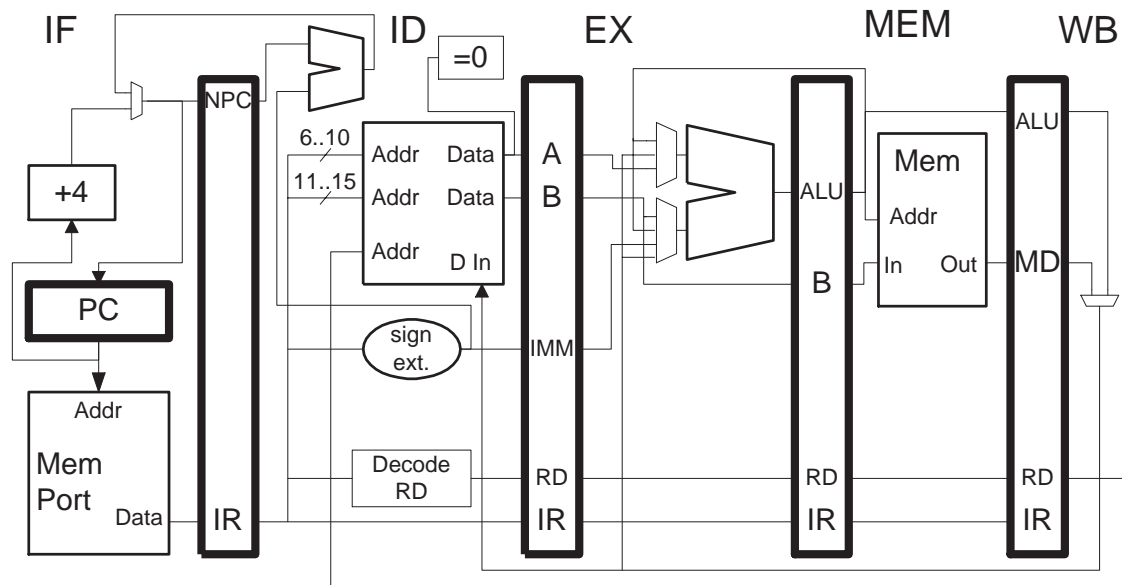 IF
ID
EX
MEM
WB
=0
NPC
6..10
11..15
+4
Addr
Data
Addr
Data
Addr
D In
A
B
ALU
B
Mem
Addr
In
Out
ALU
MD
PC
sign
ext.
IMM
Addr
Mem
Port
Data
Decode
RD
RD
RD
RD
IR
IR
IR
IR